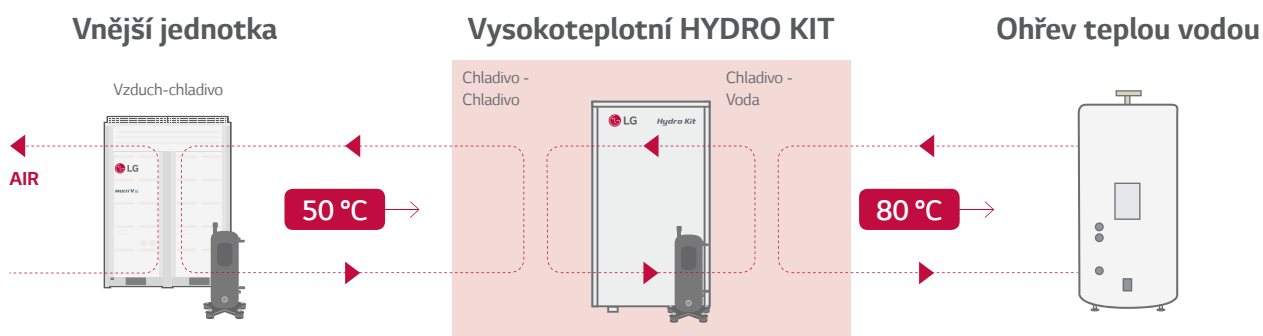 Vnější jednotka
Vysokoteplotní HYDRO KIT
Ohřev teplou vodou
Vzduch-chladivo
Chladivo -
Chladivo
Chladivo -
Voda
LG
Hydro Kit
AIR
LG
MULTI V
50 °C
80 °C